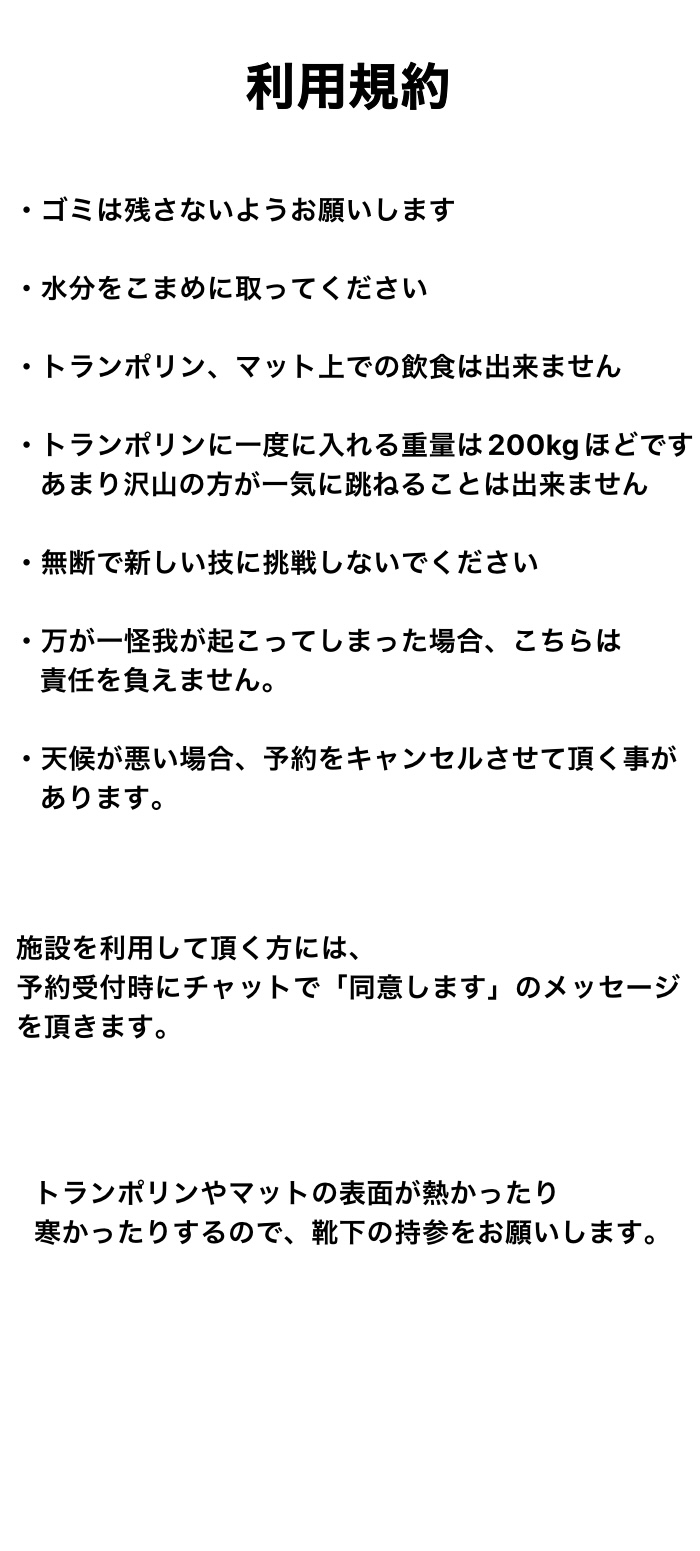 利用規約
・ゴミは残さないようお願いします
・水分をこまめに取ってください
・トランポリン、マット上での飲食は出来ません
・トランポリンに一度に入れる重量は200kgほどです
あまり沢山の方が一気に跳ねることは出来ません
・無断で新しい技に挑戦しないでください
・万が一怪我が起こってしまった場合、こちらは
責任を負えません。
・天候が悪い場合、予約をキャンセルさせて頂く事が
あります。
施設を利用して頂く方には、
予約受付時にチャットで「同意します」のメッセージ
を頂きます。
トランポリンやマットの表面が熱かったり
寒かったりするので、靴下の持参をお願いします。